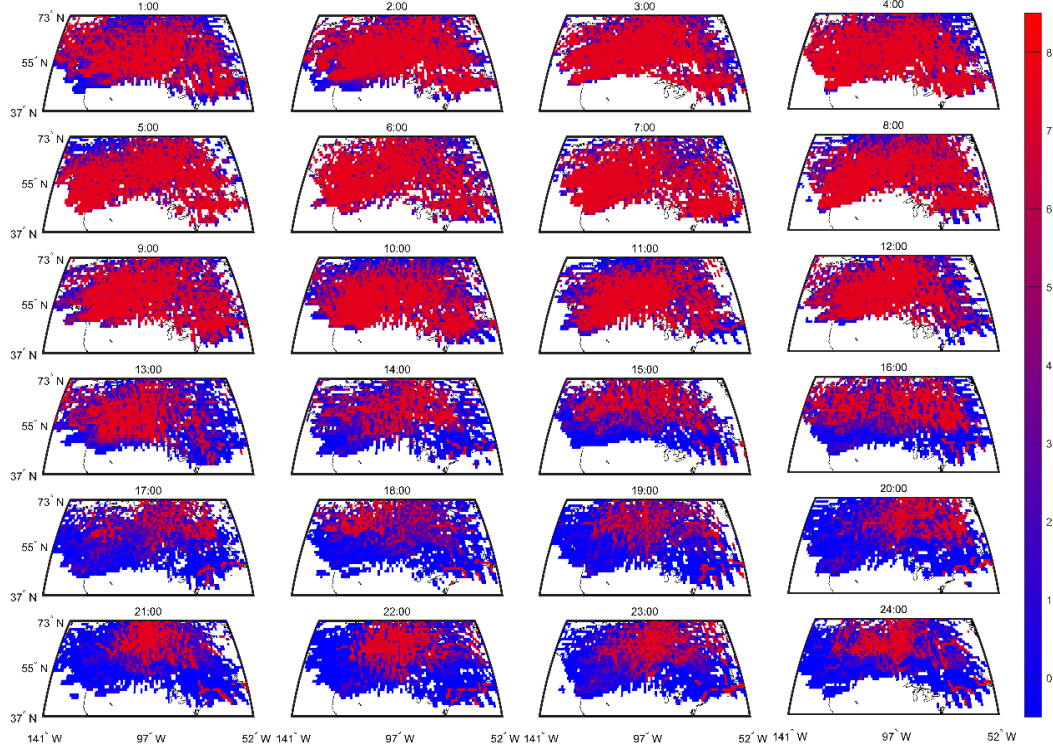 1:00 2:00 3:00 4:00
73° N
55° N
37° N
8
7
5:00 6:00 7:00 8:00
73° N
55° N
37° N
6
9:00 10:00 11:00 12:00
73° N
55° N
37° N
5
4
13:00 14:00 15:00 16:00
73° N
55° N
37° N
3
17:00 18:00 19:00 20:00
73° N
55° N
37° N
2
1
21:00 22:00 23:00 24:00
73° N
55° N
37° N
0
141° W 97° W 52° W 141° W 97° W 52° W 141° W 97° W 52° W 141° W 97° W 52° W